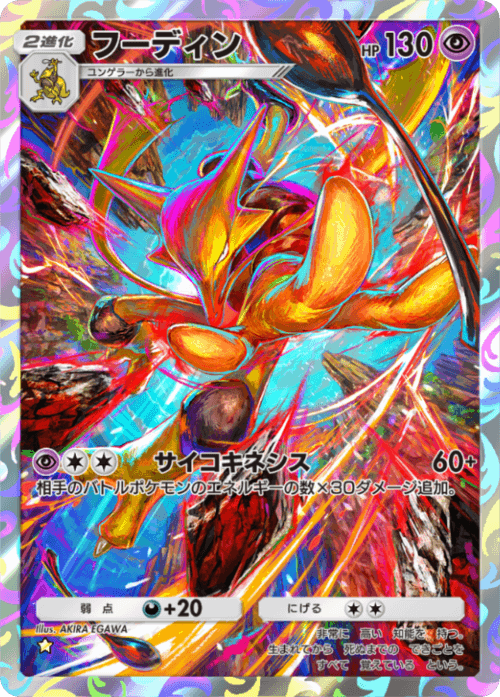 2進化 フーディン HP 130
ユンゲラーから進化
サイコキネシス 60+
相手のバトルポケモンのエネルギーの数×30ダメージ追加。
弱点 +20 にげる
Illus. AKIRA EGAWA
非常に 高い 知能を 持つ。
生まれてから 死ぬまでの できごとを
すべて 覚えている という。